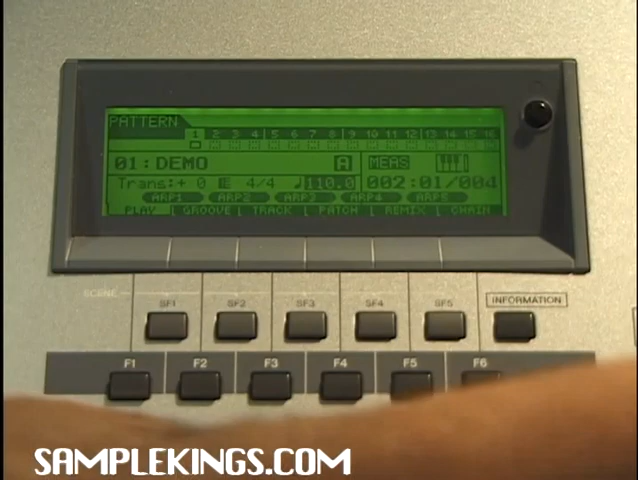 PATTERN
1 2 3 4 5 6 7 8 9 10 11 12 13 14 15 16
01:DEMO A MEAS
Trans:+ 0 4/4 ♩110.0 002:01/004
ARP1 ARP2 ARP3 ARP4 ARP5
PLAY GROOVE TRACK PATCH REMIX CHAIN
SCENE SF1 SF2 SF3 SF4 SF5 INFORMATION
F1 F2 F3 F4 F5 F6
SAMPLEKINGS.COM